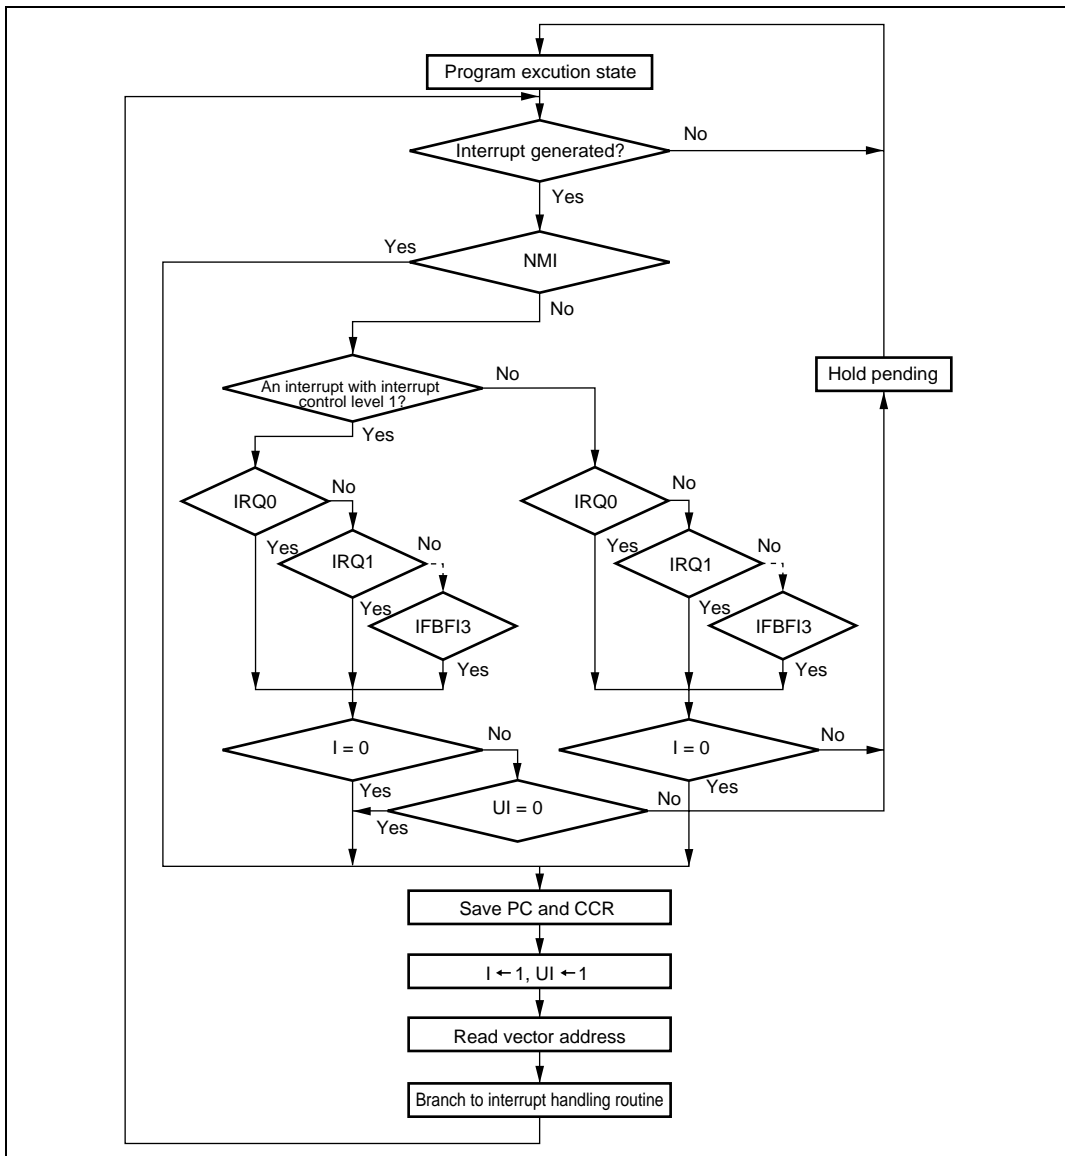 Program excution state
No
Interrupt generated?
Yes
Yes
NMI
No
An interrupt with interrupt
control level 1?
No
Hold pending
Yes
IRQ0
No
IRQ0
No
Yes
IRQ1
No
Yes
IRQ1
No
Yes
IFBFI3
Yes
IFBFI3
Yes
Yes
I = 0
No
I = 0
No
Yes
UI = 0
No
Yes
Yes
Save PC and CCR
I ← 1, UI ← 1
Read vector address
Branch to interrupt handling routine